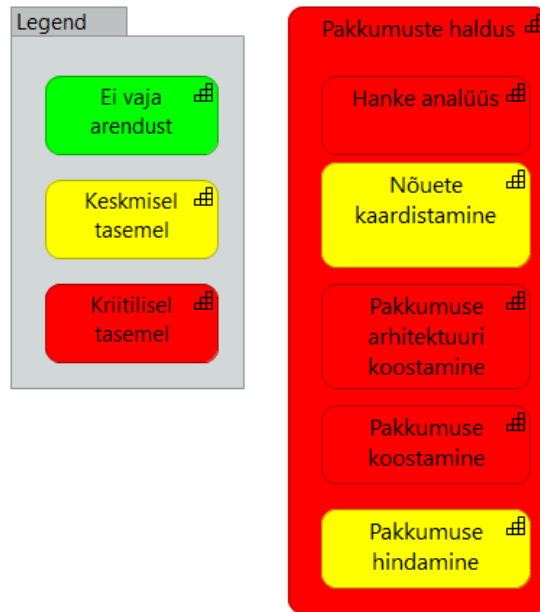 Legend
Ei vaja
arendust
Keskmisel
tasemel
Kriitilisel
tasemel
Pakkumuste haldus
Hanke analüüs
Nõuete
kaardistamine
Pakkumuse
arhitektuuri
koostamine
Pakkumuse
koostamine
Pakkumuse
hindamine